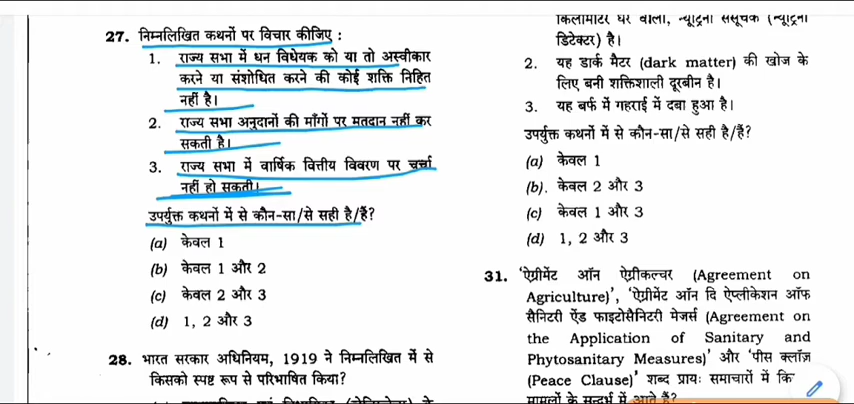 27. निम्नलिखित कथनों पर विचार कीजिए :
1. राज्य सभा में धन विधेयक को या तो अस्वीकार
करने या संशोधित करने की कोई शक्ति निहित
नहीं है।
2. राज्य सभा अनुदानों की माँगों पर मतदान नहीं कर
सकती है।
3. राज्य सभा में वार्षिक वित्तीय विवरण पर चर्चा
नहीं हो सकती।
उपर्युक्त कथनों में से कौन-सा/से सही है/हैं?
(a) केवल 1
(b) केवल 1 और 2
(c) केवल 2 और 3
(d) 1, 2 और 3
28. भारत सरकार अधिनियम, 1919 ने निम्नलिखित में से
किसको स्पष्ट रूप से परिभाषित किया?
डिटेक्टर) है।
2. यह डार्क मैटर (dark matter) की खोज के
लिए बनी शक्तिशाली दूरबीन है।
3. यह बर्फ में गहराई में दबा हुआ है।
उपर्युक्त कथनों में से कौन-सा/से सही है/हैं?
(a) केवल 1
(b) केवल 2 और 3
(c) केवल 1 और 3
(d) 1, 2 और 3
31. 'ऐग्रीमेंट ऑन ऐग्रीकल्चर (Agreement on
Agriculture)', 'ऐग्रीमेंट ऑन दि ऐप्लीकेशन ऑफ
सैनिटरी ऐंड फाइटोसैनिटरी मेजर्स (Agreement on
the Application of Sanitary and
Phytosanitary Measures)' और 'पीस क्लॉज़
(Peace Clause)' शब्द प्रायः समाचारों में
मामलों के सन्दर्भ में आते हैं?